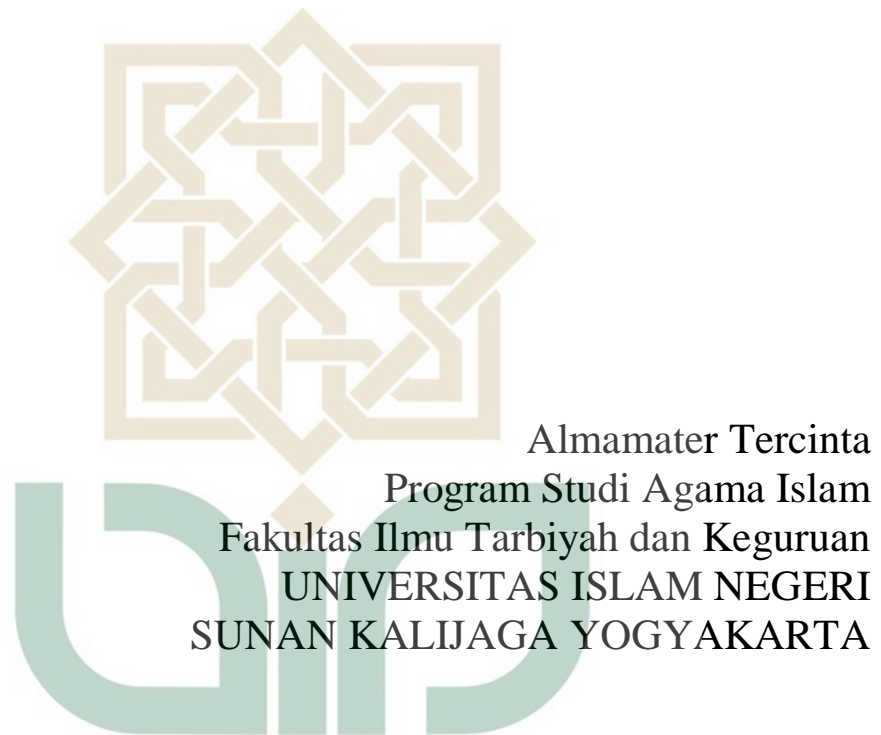 Almamater Tercinta
Program Studi Agama Islam
Fakultas Ilmu Tarbiyah dan Keguruan
UNIVERSITAS ISLAM NEGERI
SUNAN KALIJAGA YOGYAKARTA